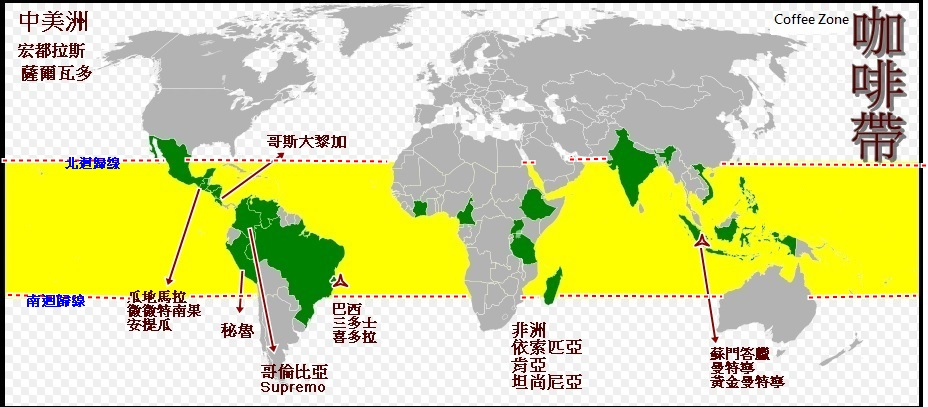 中美洲
宏都拉斯
薩爾瓦多
Coffee Zone
咖啡帶
哥斯大黎加
北迴歸線
南迴歸線
瓜地馬拉
微微特南果
安提瓜
秘魯
哥倫比亞
Supremo
巴西
三多士
喜多拉
非洲
依索匹亞
肯亞
坦尚尼亞
蘇門答臘
曼特寧
黃金曼特寧